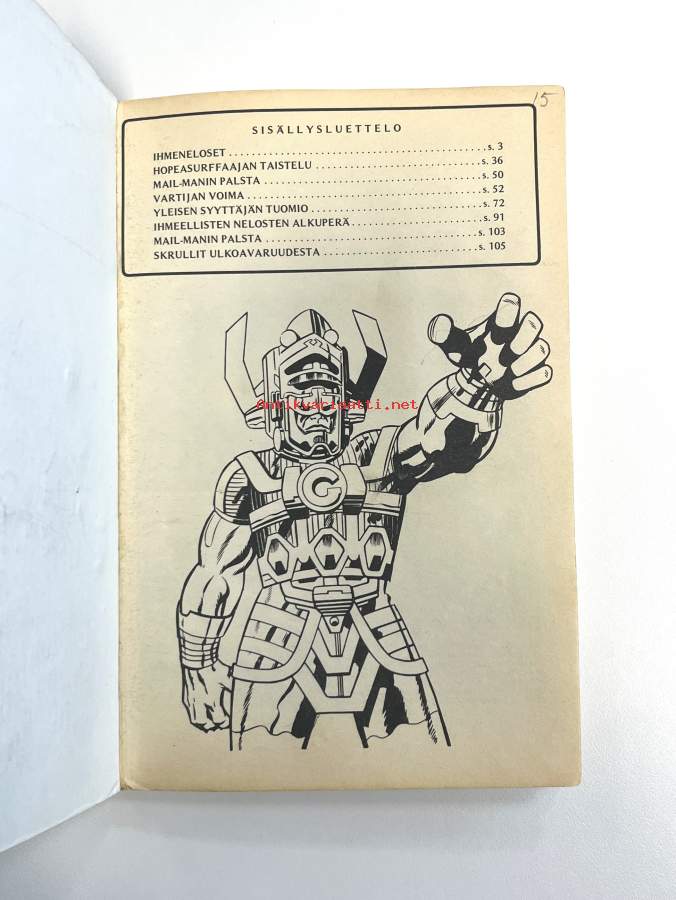 15
SISÄLLYSLUETTELO
IHMENELOSET ............................................. s. 3
HOPEASURFFAAJAN TAISTELU ............................ s. 36
MAIL-MANIN PALSTA ..................................... s. 50
VARTIJAN VOIMA ........................................ s. 52
YLEISEN SYYTTÄJÄN TUOMIO ............................. s. 72
IHMEELLISTEN NELOSTEN ALKUPERÄ ...................... s. 91
MAIL-MANIN PALSTA ..................................... s. 103
SKRULLIT ULKOAVARUUDESTA ............................. s. 105
Antikvariaatti.net
G